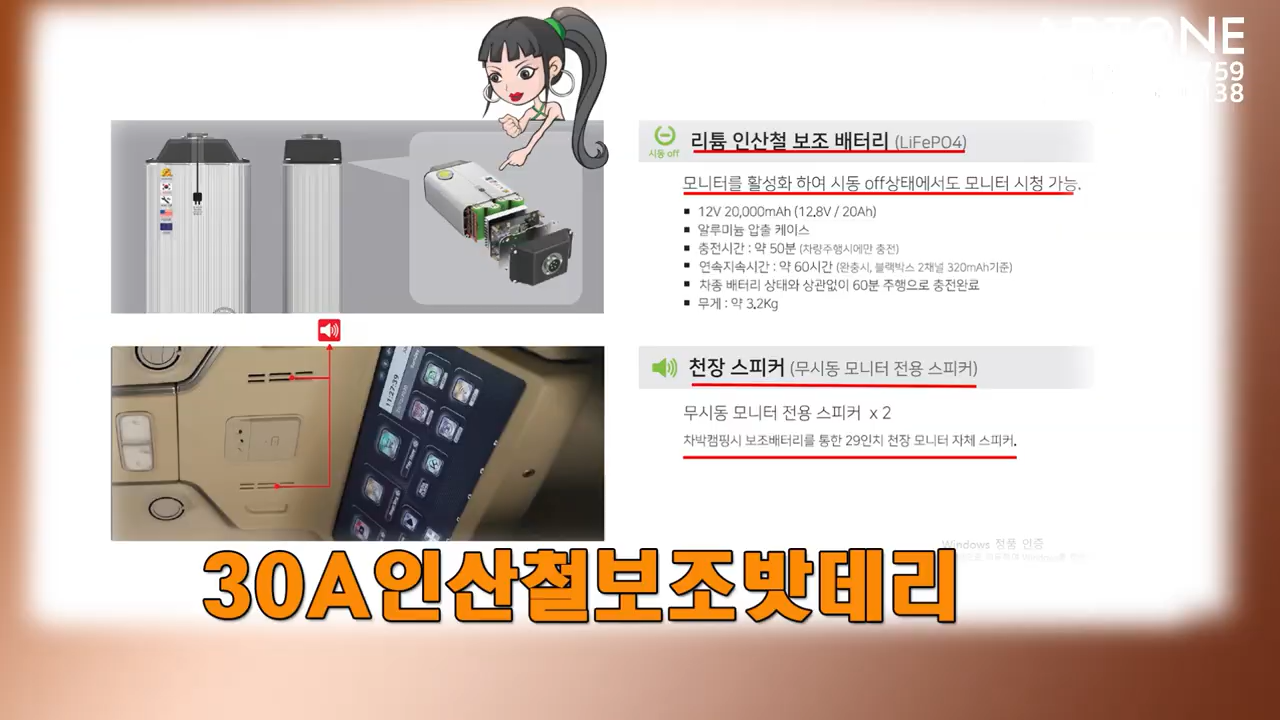 759
38
시동 off
리튬 인산철 보조 배터리 (LiFePO4)
모니터를 활성화 하여 시동 off상태에서도 모니터 시청 가능.
▪ 12V 20,000mAh (12.8V / 20Ah)
▪ 알루미늄 압출 케이스
▪ 충전시간 : 약 50분 (차량주행시에만 충전)
▪ 연속지속시간 : 약 60시간 (완충시, 블랙박스 2채널 320mAh기준)
▪ 차종 배터리 상태와 상관없이 60분 주행으로 충전완료
▪ 무게 : 약 3.2Kg
천장 스피커 (무시동 모니터 전용 스피커)
무시동 모니터 전용 스피커 x 2
차박캠핑시 보조배터리를 통한 29인치 천장 모니터 자체 스피커.
11:27:39
Windows 정품 인증
30A인산철보조밧데리